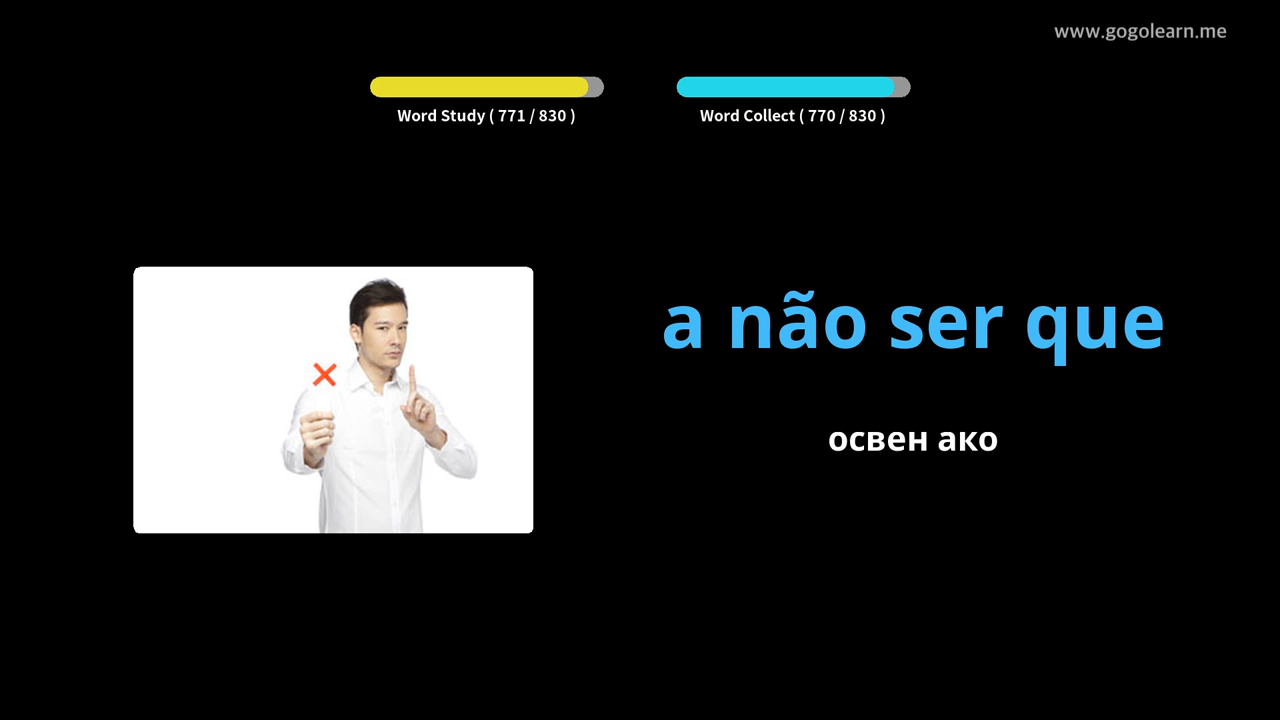 www.gogolearn.me
Word Study ( 771 / 830 )
Word Collect ( 770 / 830 )
a não ser que
освен ако